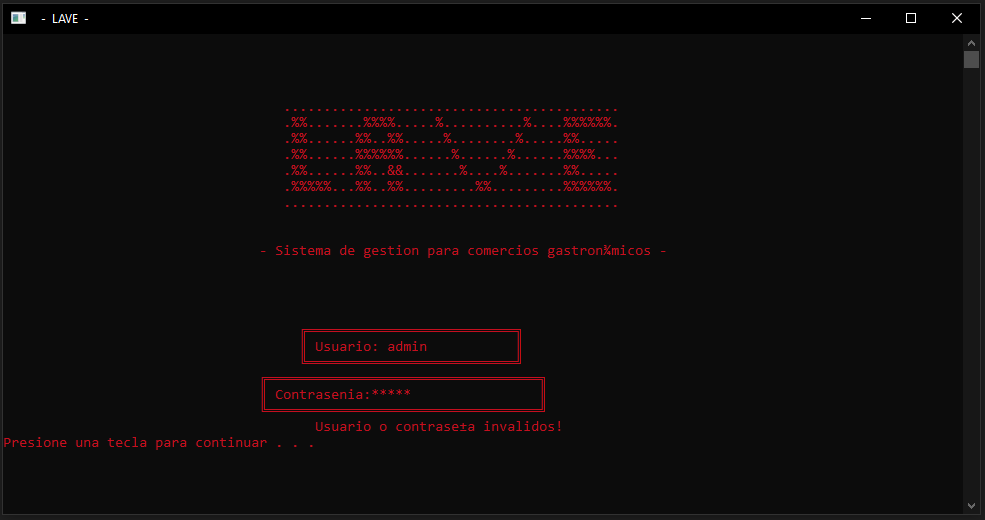 - LAVE -
..........................................
.%%.......%%%%.....%..........%....%%%%%%.
.%%......%%..%%.....%........%.....%%.....
.%%......%%%%%%......%......%......%%%%...
.%%......%%..&&.......%....%.......%%.....
.%%%%%...%%..%%.........%%.........%%%%%%.
..........................................
- Sistema de gestion para comercios gastron¾micos -
Usuario: admin
Contrasenia:*****
Usuario o contrase±a invalidos!
Presione una tecla para continuar . . .